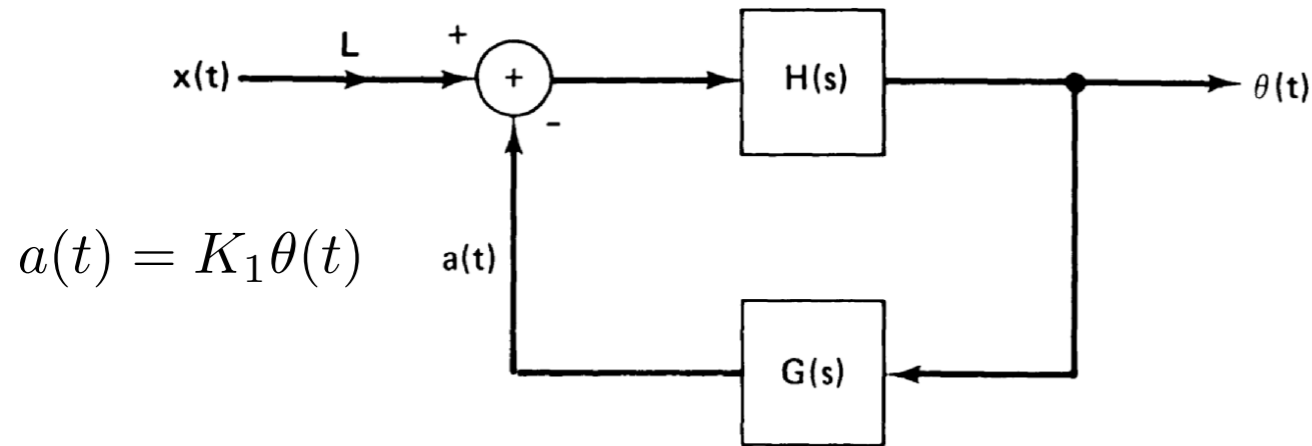 +
L
x(t)
+
H(s)
θ(t)
-
a(t) = K₁θ(t)
a(t)
G(s)